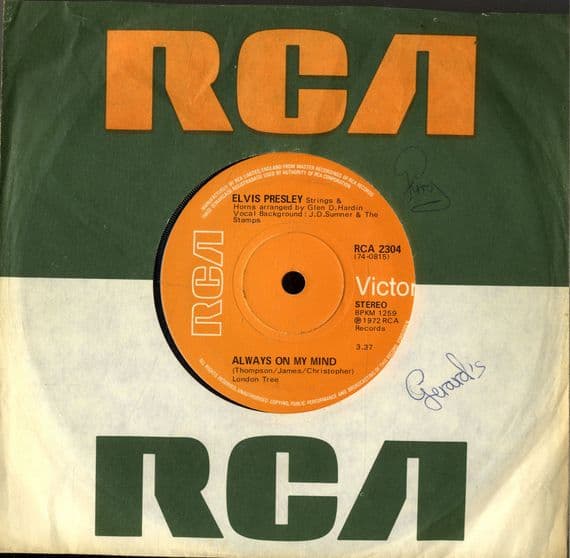 RCA
ELVIS PRESLEY Strings &
Horns arranged by Glen D.Hardin
Vocal Background : J.D.Sumner & The
Stamps
RCA 2304
(74-0815)
RCA
Victor
STEREO
BPKM 1259
Ⓟ 1972 RCA
Records
3.37
ALWAYS ON MY MIND
(Thompson/James/Christopher)
London Tree
Gerard's
RCA